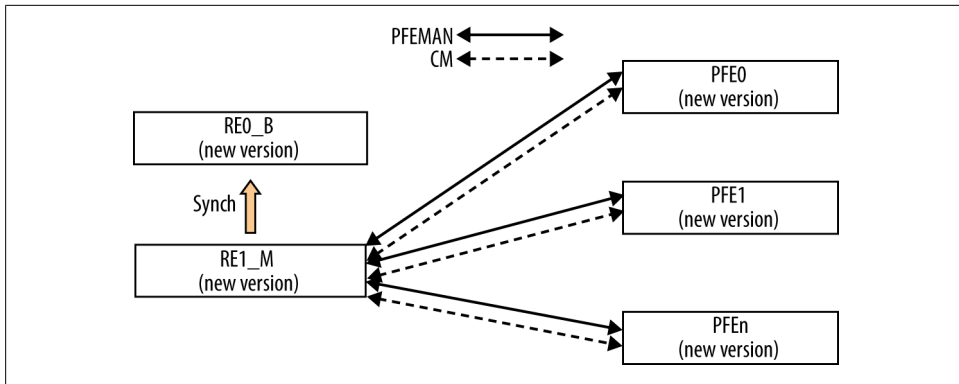 PFEMAN
CM
PFE0
(new version)
RE0_B
(new version)
Synch
PFE1
(new version)
RE1_M
(new version)
PFEn
(new version)